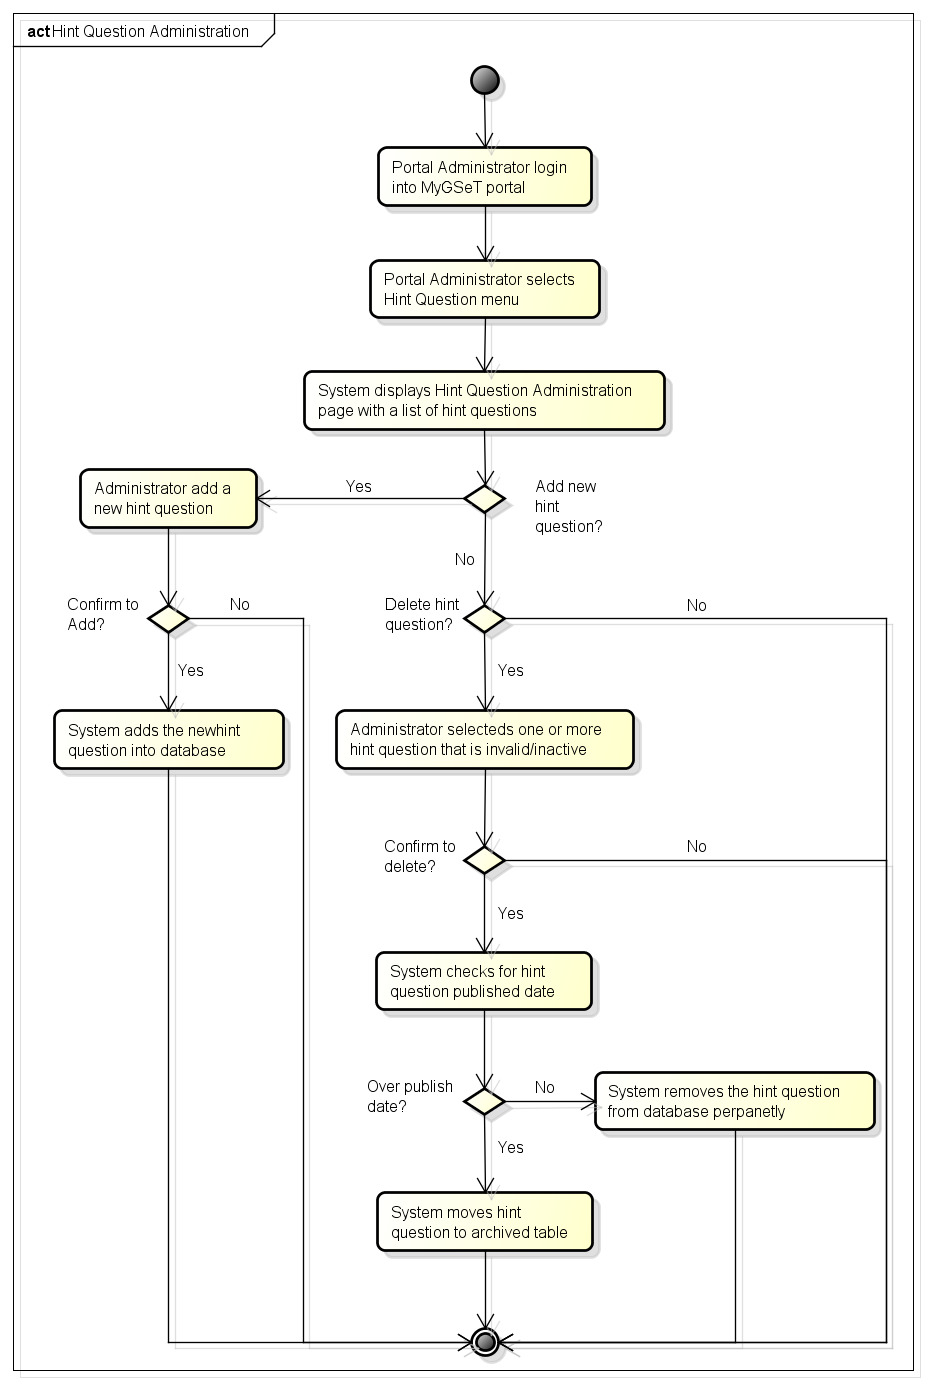 act Hint Question Administration
Portal Administrator login
into MyGSeT portal
Portal Administrator selects
Hint Question menu
System displays Hint Question Administration
page with a list of hint questions
Administrator add a
new hint question
Yes
Add new
hint
question?
No
Confirm to
Add?
No
Delete hint
question?
No
Yes
Yes
System adds the newhint
question into database
Administrator selecteds one or more
hint question that is invalid/inactive
Confirm to
delete?
No
Yes
System checks for hint
question published date
Over publish
date?
No
System removes the hint question
from database perpanetly
Yes
System moves hint
question to archived table